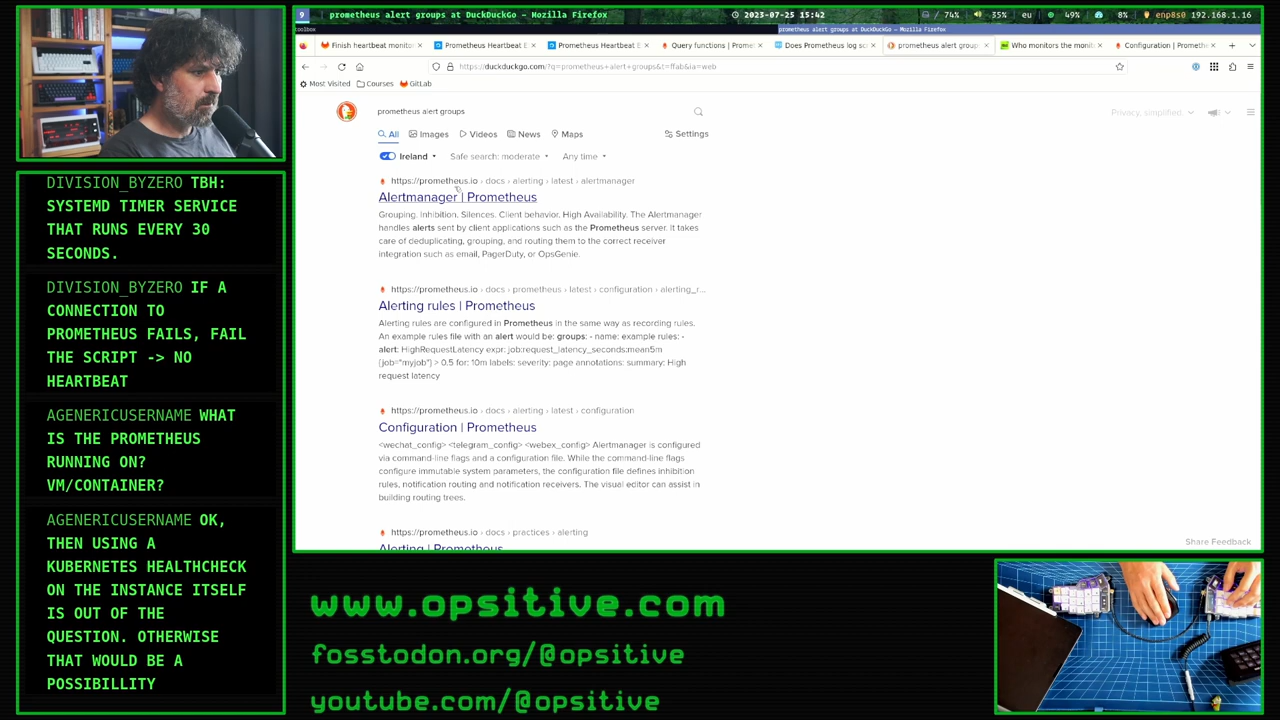 9 prometheus alert groups at DuckDuckGo — Mozilla Firefox
2023-07-25 15:42
/ 74% 35% eu 49% 8% enp8s0 192.168.1.16
toolbox
prometheus alert groups at DuckDuckGo — Mozilla Firefox
Finish heartbeat monito
Prometheus Heartbeat E
Prometheus Heartbeat E
Query functions | Prome
Does Prometheus log sc
prometheus alert group
Who monitors the monit
Configuration | Prometh
https://duckduckgo.com/?q=prometheus+alert+groups&t=ffab&ia=web
Most Visited Courses GitLab
prometheus alert groups
Privacy, simplified.
All Images Videos News Maps Settings
Ireland Safe search: moderate Any time
https://prometheus.io › docs › alerting › latest › alertmanager
Alertmanager | Prometheus
Grouping. Inhibition. Silences. Client behavior. High Availability. The Alertmanager
handles alerts sent by client applications such as the Prometheus server. It takes
care of deduplicating, grouping, and routing them to the correct receiver
integration such as email, PagerDuty, or OpsGenie.
https://prometheus.io › docs › prometheus › latest › configuration › alerting_r...
Alerting rules | Prometheus
Alerting rules are configured in Prometheus in the same way as recording rules.
An example rules file with an alert would be: groups: - name: example rules: -
alert: HighRequestLatency expr: job:request_latency_seconds:mean5m
{job="myjob"} > 0.5 for: 10m labels: severity: page annotations: summary: High
request latency
https://prometheus.io › docs › alerting › latest › configuration
Configuration | Prometheus
<wechat_config> <telegram_config> <webex_config> Alertmanager is configured
via command-line flags and a configuration file. While the command-line flags
configure immutable system parameters, the configuration file defines inhibition
rules, notification routing and notification receivers. The visual editor can assist in
building routing trees.
https://prometheus.io › docs › practices › alerting
Alerting | Prometheus
Share Feedback
DIVISION_BYZERO TBH:
SYSTEMD TIMER SERVICE
THAT RUNS EVERY 30
SECONDS.
DIVISION_BYZERO IF A
CONNECTION TO
PROMETHEUS FAILS, FAIL
THE SCRIPT -> NO
HEARTBEAT
AGENERICUSERNAME WHAT
IS THE PROMETHEUS
RUNNING ON?
VM/CONTAINER?
AGENERICUSERNAME OK,
THEN USING A
KUBERNETES HEALTHCHECK
ON THE INSTANCE ITSELF
IS OUT OF THE
QUESTION. OTHERWISE
THAT WOULD BE A
POSSIBILLITY
www.opsitive.com
fosstodon.org/@opsitive
youtube.com/@opsitive